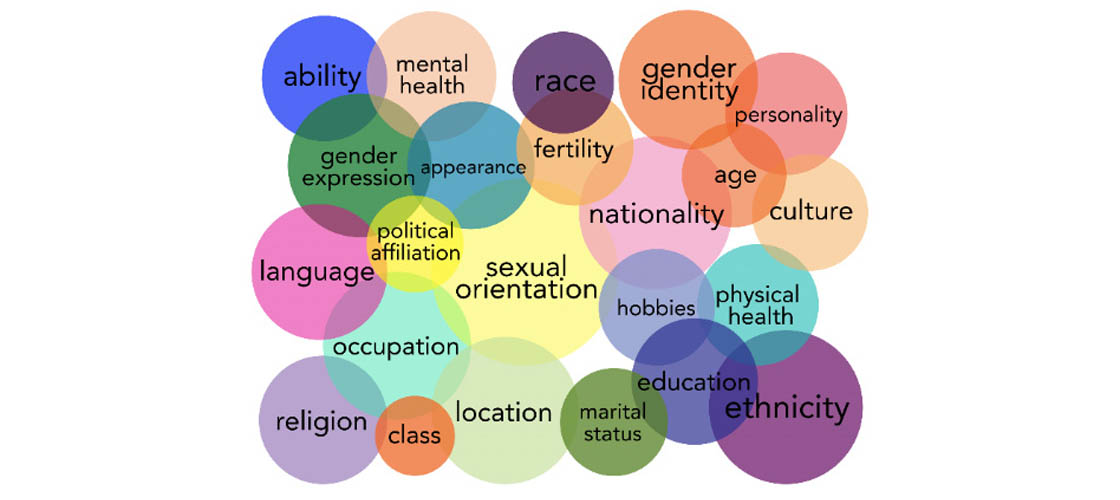 ability
mental
health
race
gender
identity
personality
gender
expression
appearance
fertility
age
nationality
culture
political
affiliation
language
sexual
orientation
hobbies
physical
health
occupation
education
religion
class
location
marital
status
ethnicity